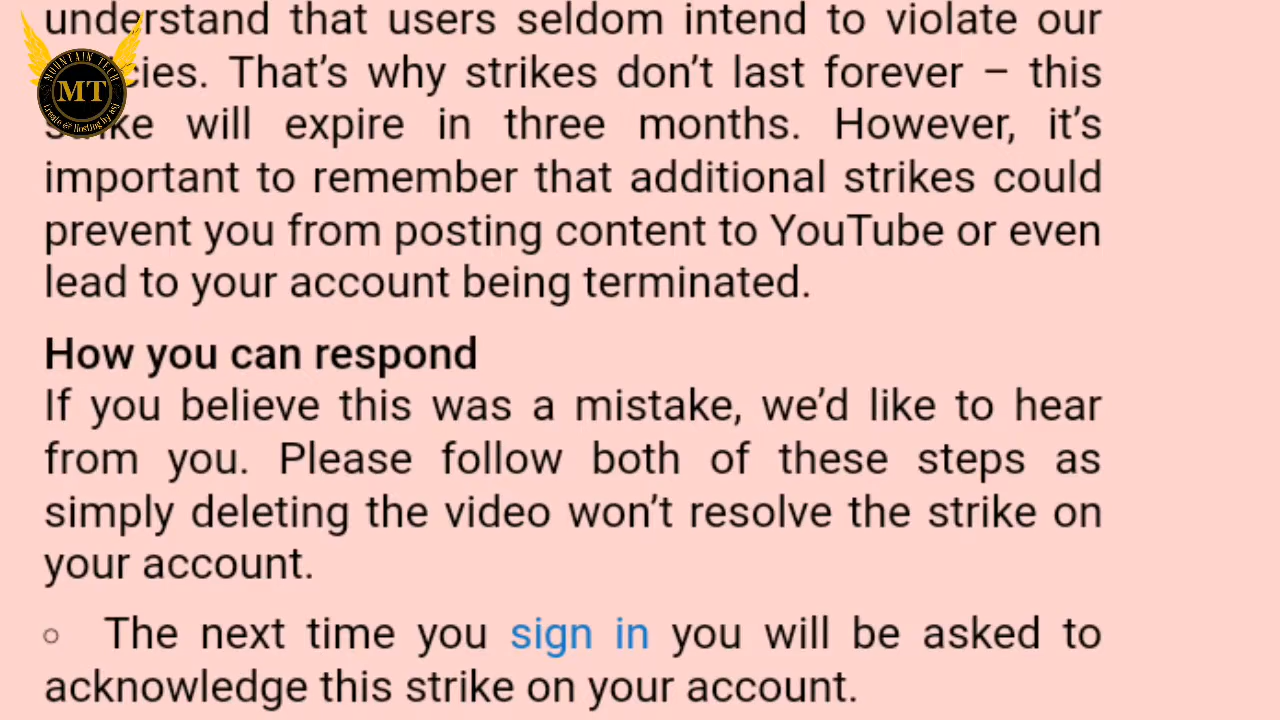 understand that users seldom intend to violate our
cies. That’s why strikes don’t last forever – this
will expire in three months. However, it’s
important to remember that additional strikes could
prevent you from posting content to YouTube or even
lead to your account being terminated.
How you can respond
If you believe this was a mistake, we’d like to hear
from you. Please follow both of these steps as
simply deleting the video won’t resolve the strike on
your account.
The next time you sign in you will be asked to
acknowledge this strike on your account.
MOUNTAIN TECH
MT